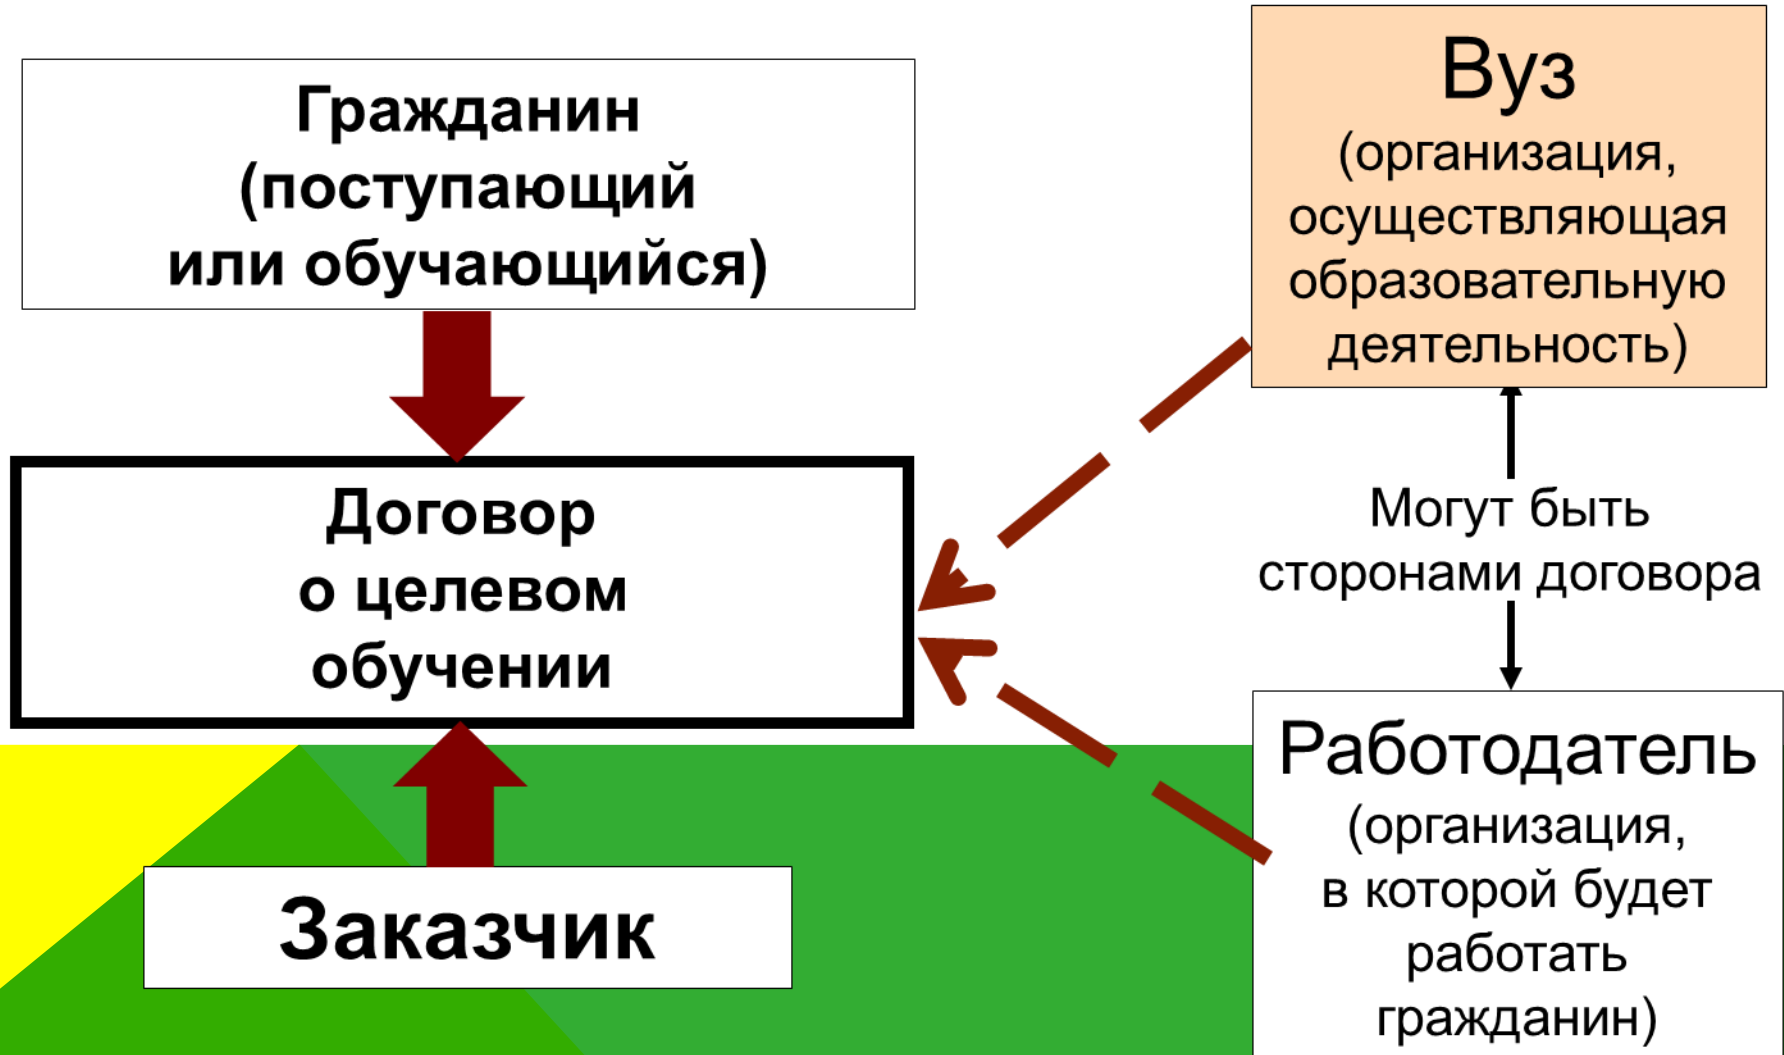 Гражданин
(поступающий
или обучающийся)
Договор
о целевом
обучении
Заказчик
Вуз
(организация,
осуществляющая
образовательную
деятельность)
Могут быть
сторонами договора
Работодатель
(организация,
в которой будет
работать
гражданин)